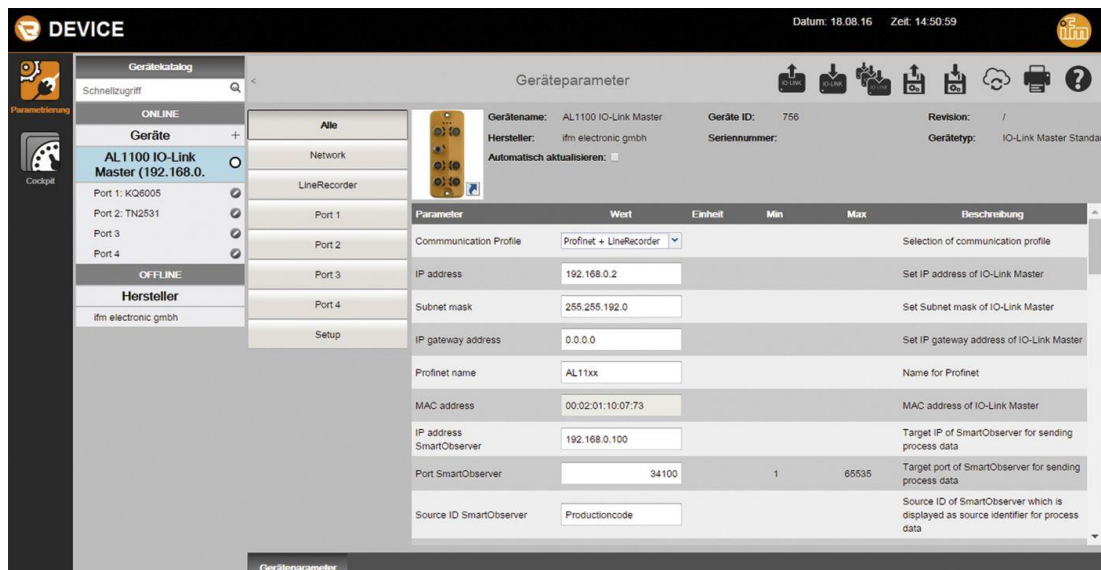 DEVICE
Datum: 18.08.16 Zeit: 14:50:59
ifm
Parametrierung
Cockpit
Gerätekatalog
Schnellzugriff
ONLINE
Geräte +
AL1100 IO-Link
Master (192.168.0.
Port 1: KQ6005
Port 2: TN2531
Port 3
Port 4
OFFLINE
Hersteller
ifm electronic gmbh
<
Geräteparameter
IO-LINK
IO-LINK
IO-LINK
?
Alle
Network
LineRecorder
Port 1
Port 2
Port 3
Port 4
Setup
Gerätename: AL1100 IO-Link Master Geräte ID: 756 Revision: /
Hersteller: ifm electronic gmbh Seriennummer: Gerätetyp: IO-Link Master Standar
Automatisch aktualisieren:
Parameter Wert Einheit Min Max Beschreibung
Commmunication Profile Profinet + LineRecorder Selection of communication profile
IP address 192.168.0.2 Set IP address of IO-Link Master
Subnet mask 255.255.192.0 Set Subnet mask of IO-Link Master
IP gateway address 0.0.0.0 Set IP gateway address of IO-Link Master
Profinet name AL11xx Name for Profinet
MAC address 00:02:01:10:07:73 MAC address of IO-Link Master
IP address
SmartObserver 192.168.0.100 Target IP of SmartObserver for sending
process data
Port SmartObserver 34100 1 65535 Target port of SmartObserver for sending
process data
Source ID SmartObserver Productioncode Source ID of SmartObserver which is
displayed as source identifier for process
data
Geräteparameter